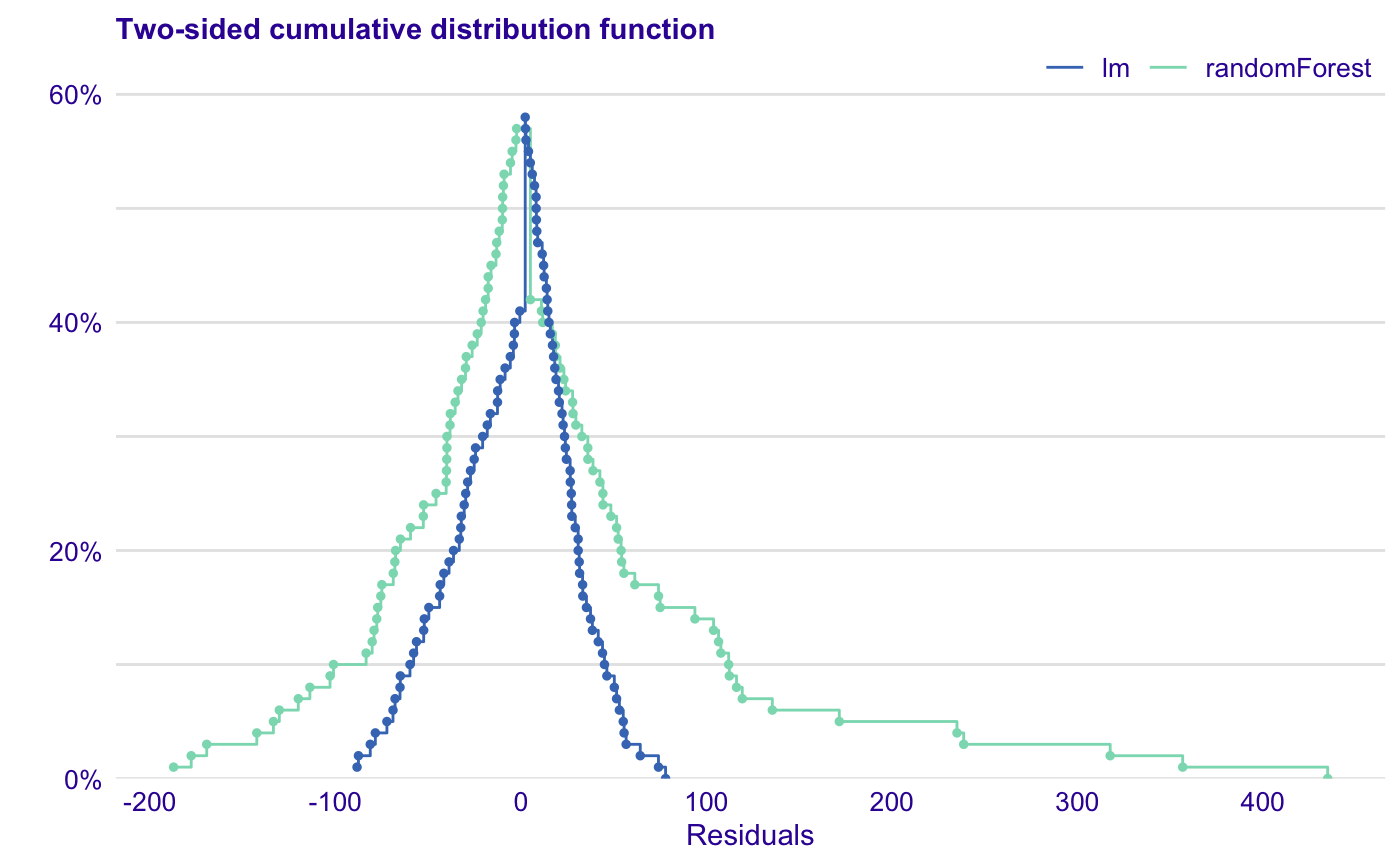 Two-sided cumulative distribution function
lm randomForest
60%
40%
20%
0%
-200 -100 0 100 200 300 400
Residuals